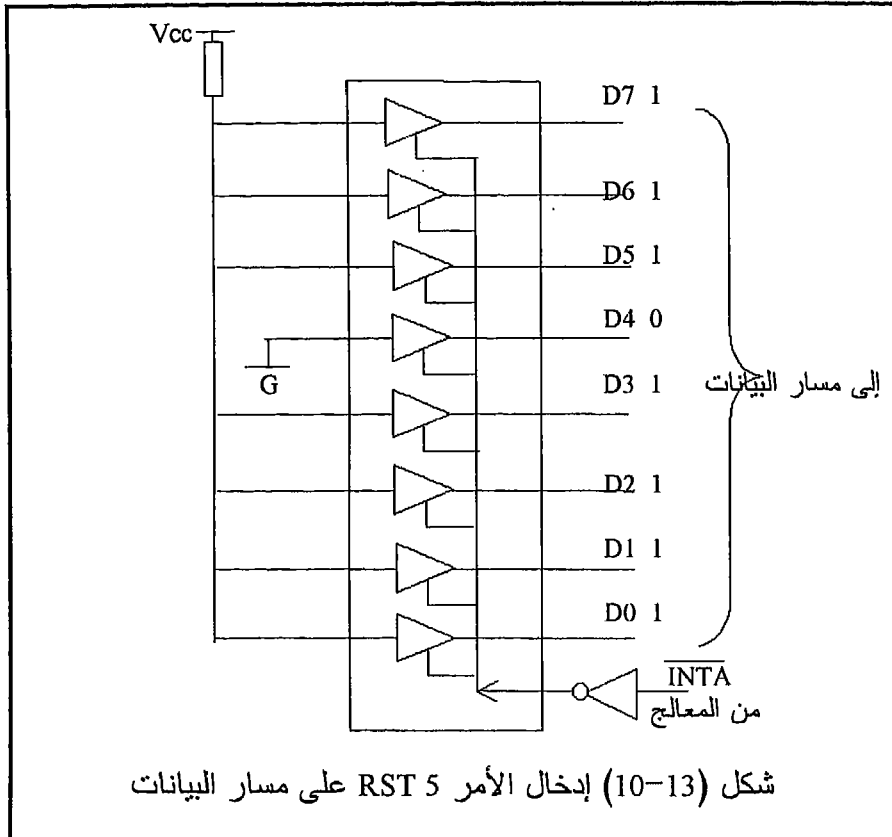 Vcc
D7 1
D6 1
D5 1
D4 0
G
D3 1
إلى مسار البيانات
D2 1
D1 1
D0 1
INTA
من المعالج
شكل (13-10) إدخال الأمر RST 5 على مسار البيانات